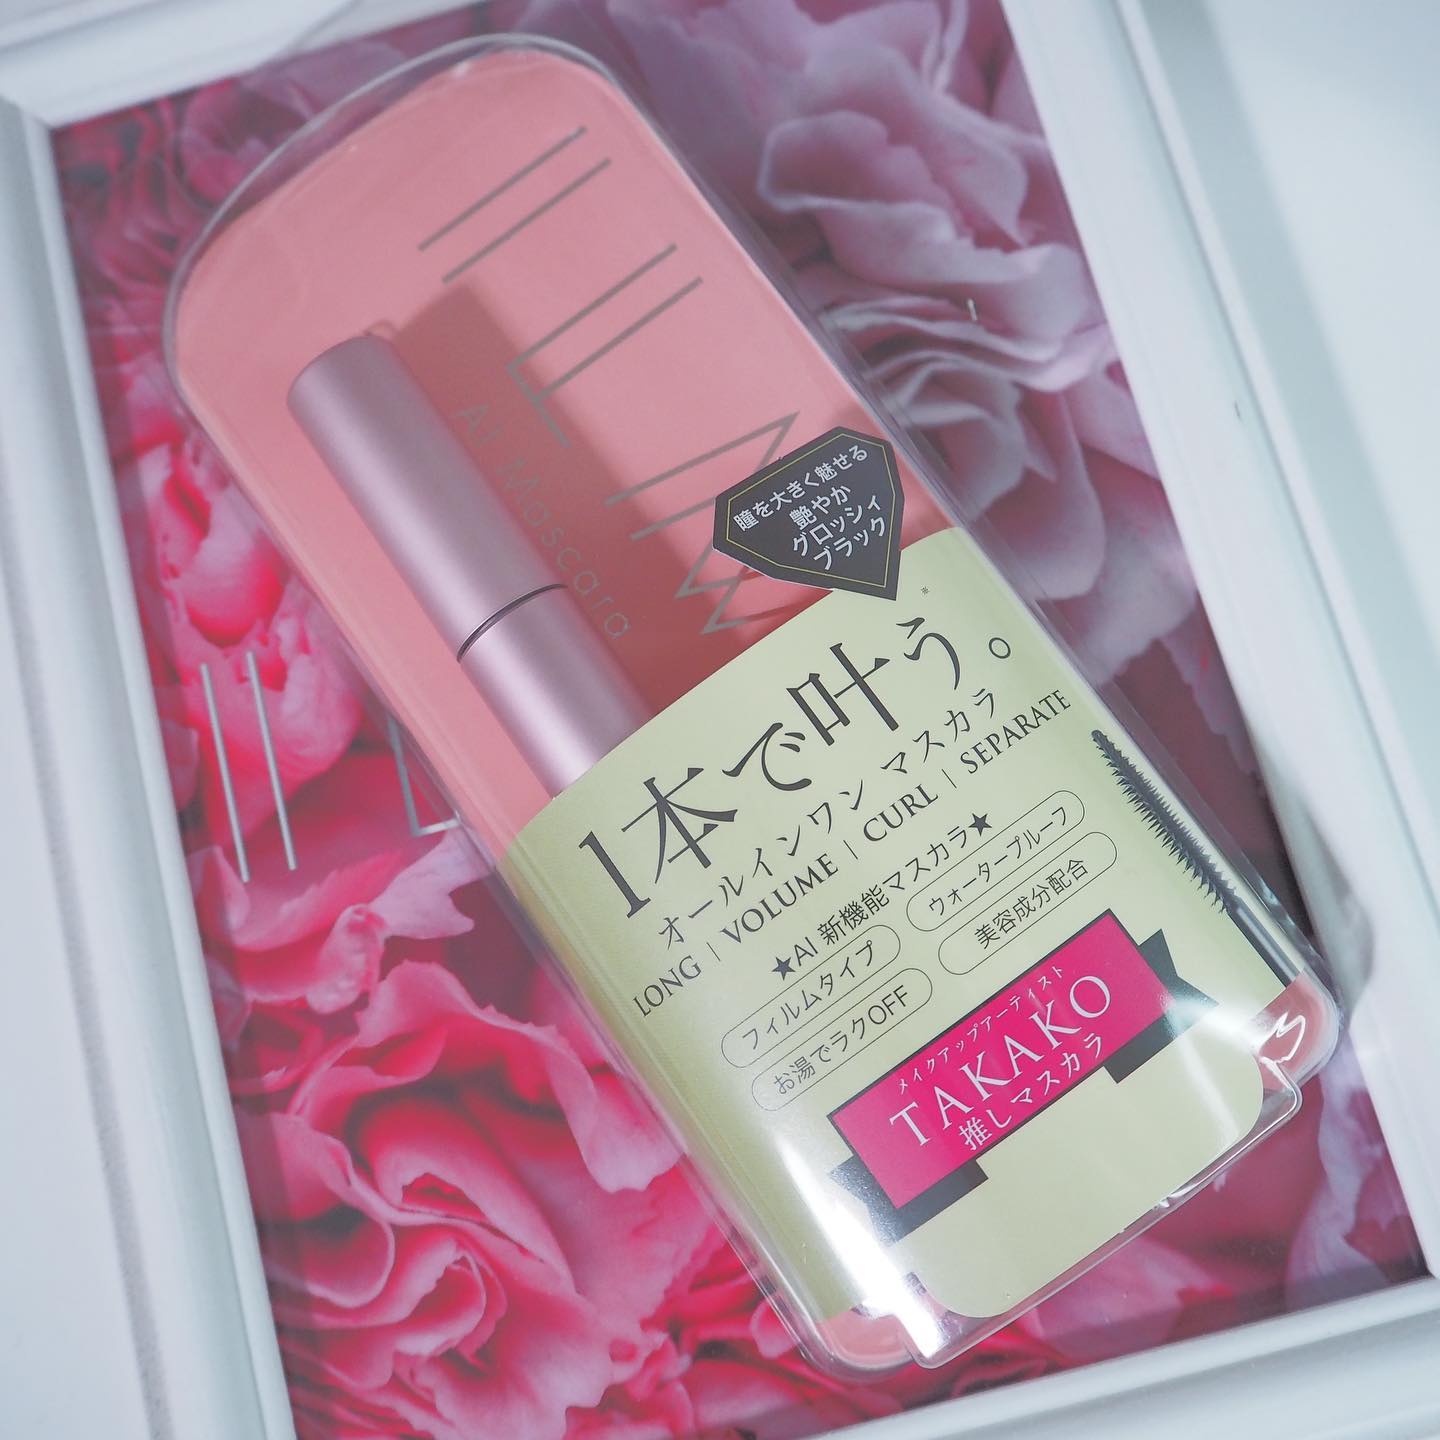 AI Mascara
瞳を大きく魅せる
艶やか
グロッシィ
ブラック
※
1本で叶う。
オールインワン マスカラ
LONG | VOLUME | CURL | SEPARATE
★AI 新機能マスカラ★
フィルムタイプ
ウォータープルーフ
お湯でラクOFF
美容成分配合
メイクアップアーティスト
TAKAKO
推しマスカラ